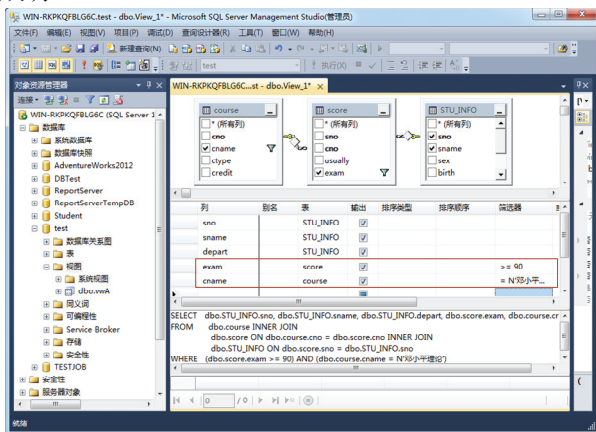 WIN-RKPKQFBLG6C.test - dbo.View_1* - Microsoft SQL Server Management Studio(管理员)
文件(F) 编辑(E) 视图(V) 项目(P) 调试(D) 查询设计器(R) 工具(T) 窗口(W) 帮助(H)
新建查询(N)
test 执行(X)
对象资源管理器
WIN-RKPKQFBLG6C...st - dbo.View_1*
连接
WIN-RKPKQFBLG6C (SQL Server 1
数据库
系统数据库
数据库快照
AdventureWorks2012
DBTest
ReportServer
ReportServerTempDB
Student
test
数据库关系图
表
视图
系统视图
dbo.vwA
同义词
可编程性
Service Broker
存储
安全性
TESTJOB
安全性
服务器对象
course
* (所有列)
cno
cname
ctype
credit
score
* (所有列)
sno
cno
usually
exam
STU_INFO
* (所有列)
sno
sname
sex
birth
列 别名 表 输出 排序类型 排序顺序 筛选器
sno STU_INFO
sname STU_INFO
depart STU_INFO
exam score >= 90
cname course = N'邓小平...
SELECT dbo.STU_INFO.sno, dbo.STU_INFO.sname, dbo.STU_INFO.depart, dbo.score.exam, dbo.course.cr
FROM dbo.course INNER JOIN
dbo.score ON dbo.course.cno = dbo.score.cno INNER JOIN
dbo.STU_INFO ON dbo.score.sno = dbo.STU_INFO.sno
WHERE (dbo.score.exam >= 90) AND (dbo.course.cname = N'邓小平理论')
0 / 0
就绪